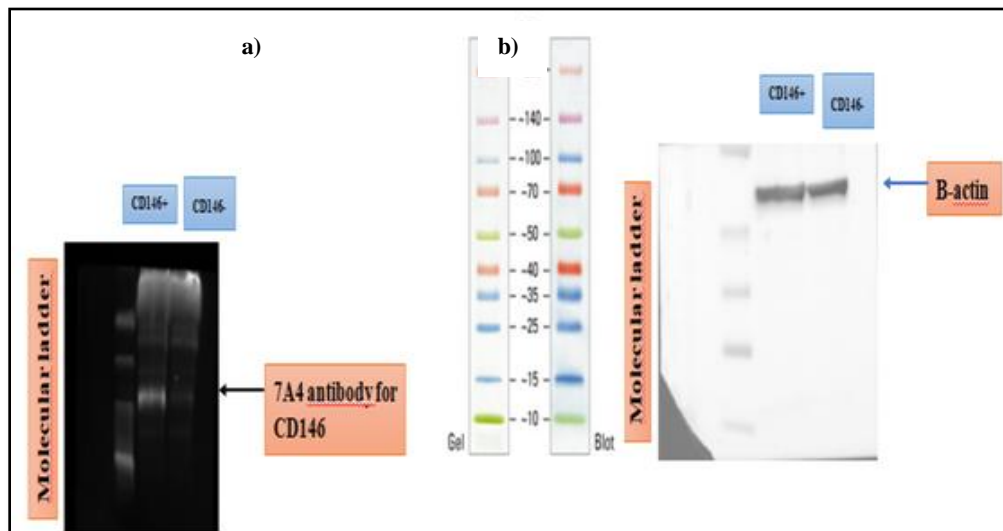 a)
CD146+
CD146-
Molecular ladder
7A4 antibody for
CD146
b)
~140
~100
~70
~50
~40
~35
~25
~15
~10
Gel
Blot
CD146+
CD146-
Molecular ladder
B-actin